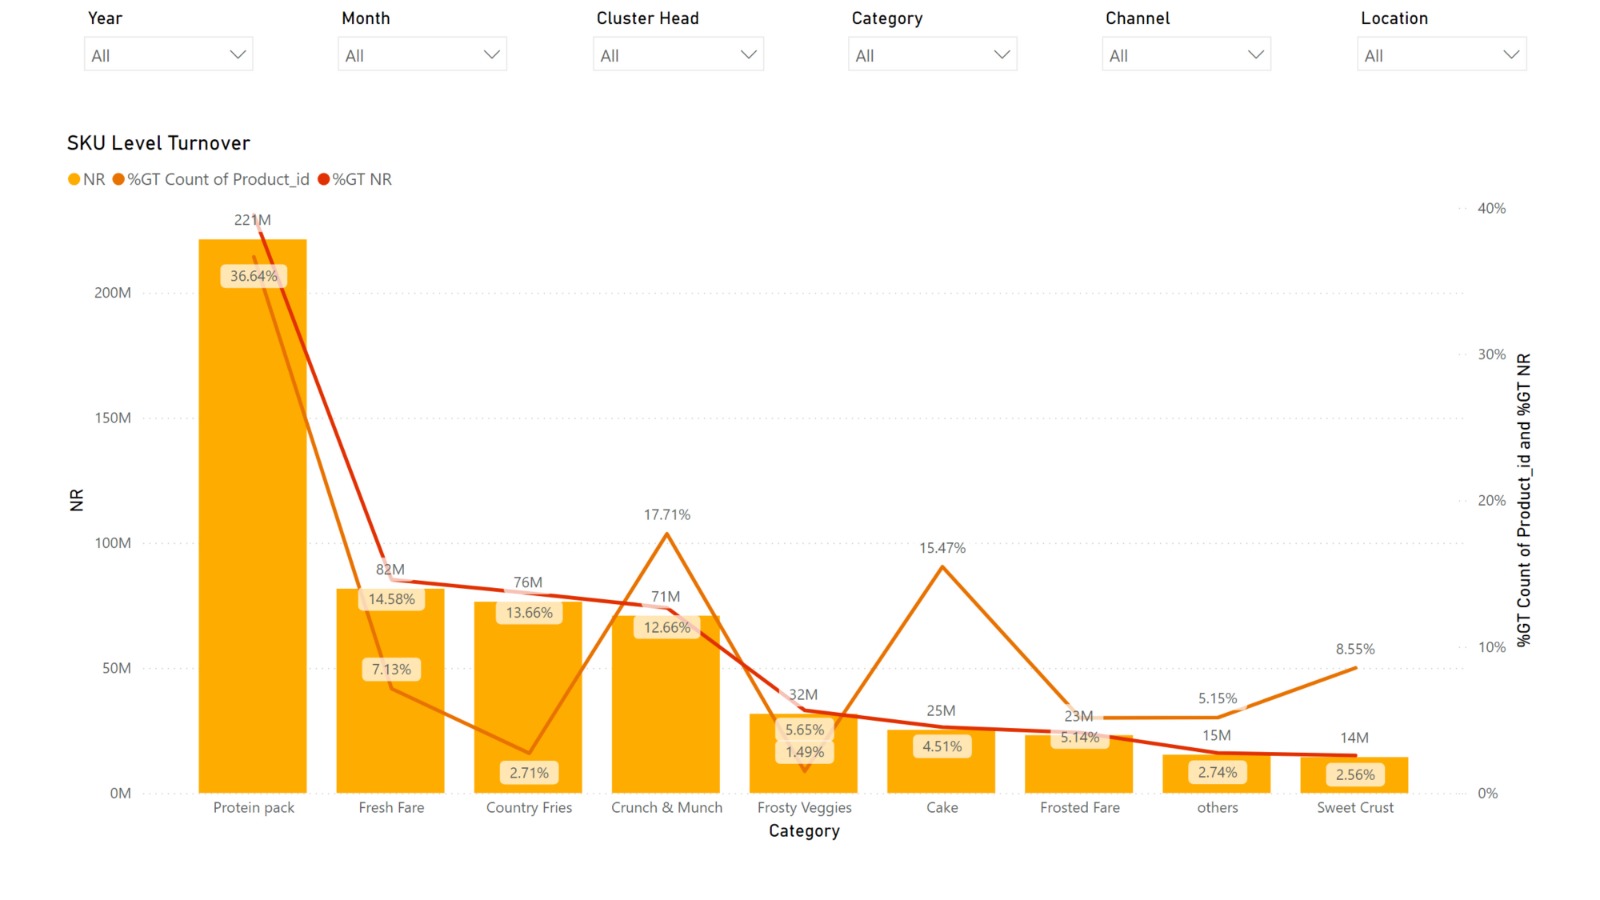 Year Month Cluster Head Category Channel Location
All All All All All All
SKU Level Turnover
NR %GT Count of Product_id %GT NR
221M
40%
36.64%
200M
30%
150M
20%
17.71%
100M
15.47%
82M
76M
71M
14.58%
13.66%
12.66%
10%
8.55%
50M
7.13%
32M
5.15%
25M
23M
5.65%
15M
14M
5.14%
1.49%
4.51%
2.71%
2.74%
2.56%
0M
0%
Protein pack Fresh Fare Country Fries Crunch & Munch Frosty Veggies Cake Frosted Fare others Sweet Crust
Category
NR
%GT Count of Product_id and %GT NR